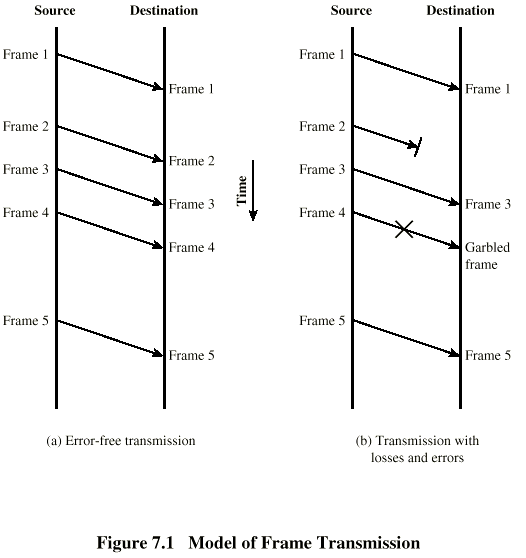 Source Destination
Frame 1
Frame 1
Frame 2
Frame 2
Frame 3
Frame 3
Frame 4
Frame 4
Frame 5
Frame 5
(a) Error-free transmission
Time
Source Destination
Frame 1
Frame 1
Frame 2
Frame 3
Frame 3
Frame 4
Garbled
frame
Frame 5
Frame 5
(b) Transmission with
losses and errors
Figure 7.1 Model of Frame Transmission